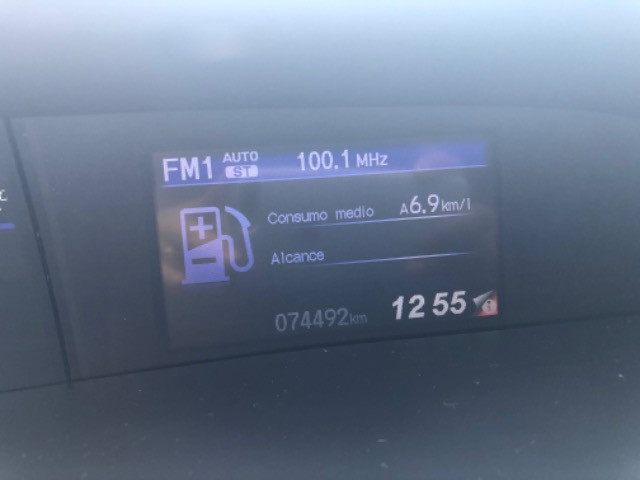 FM1 AUTO ST 100.1 MHz
Consumo medio A6.9 km/l
Alcance
074492km 12 55